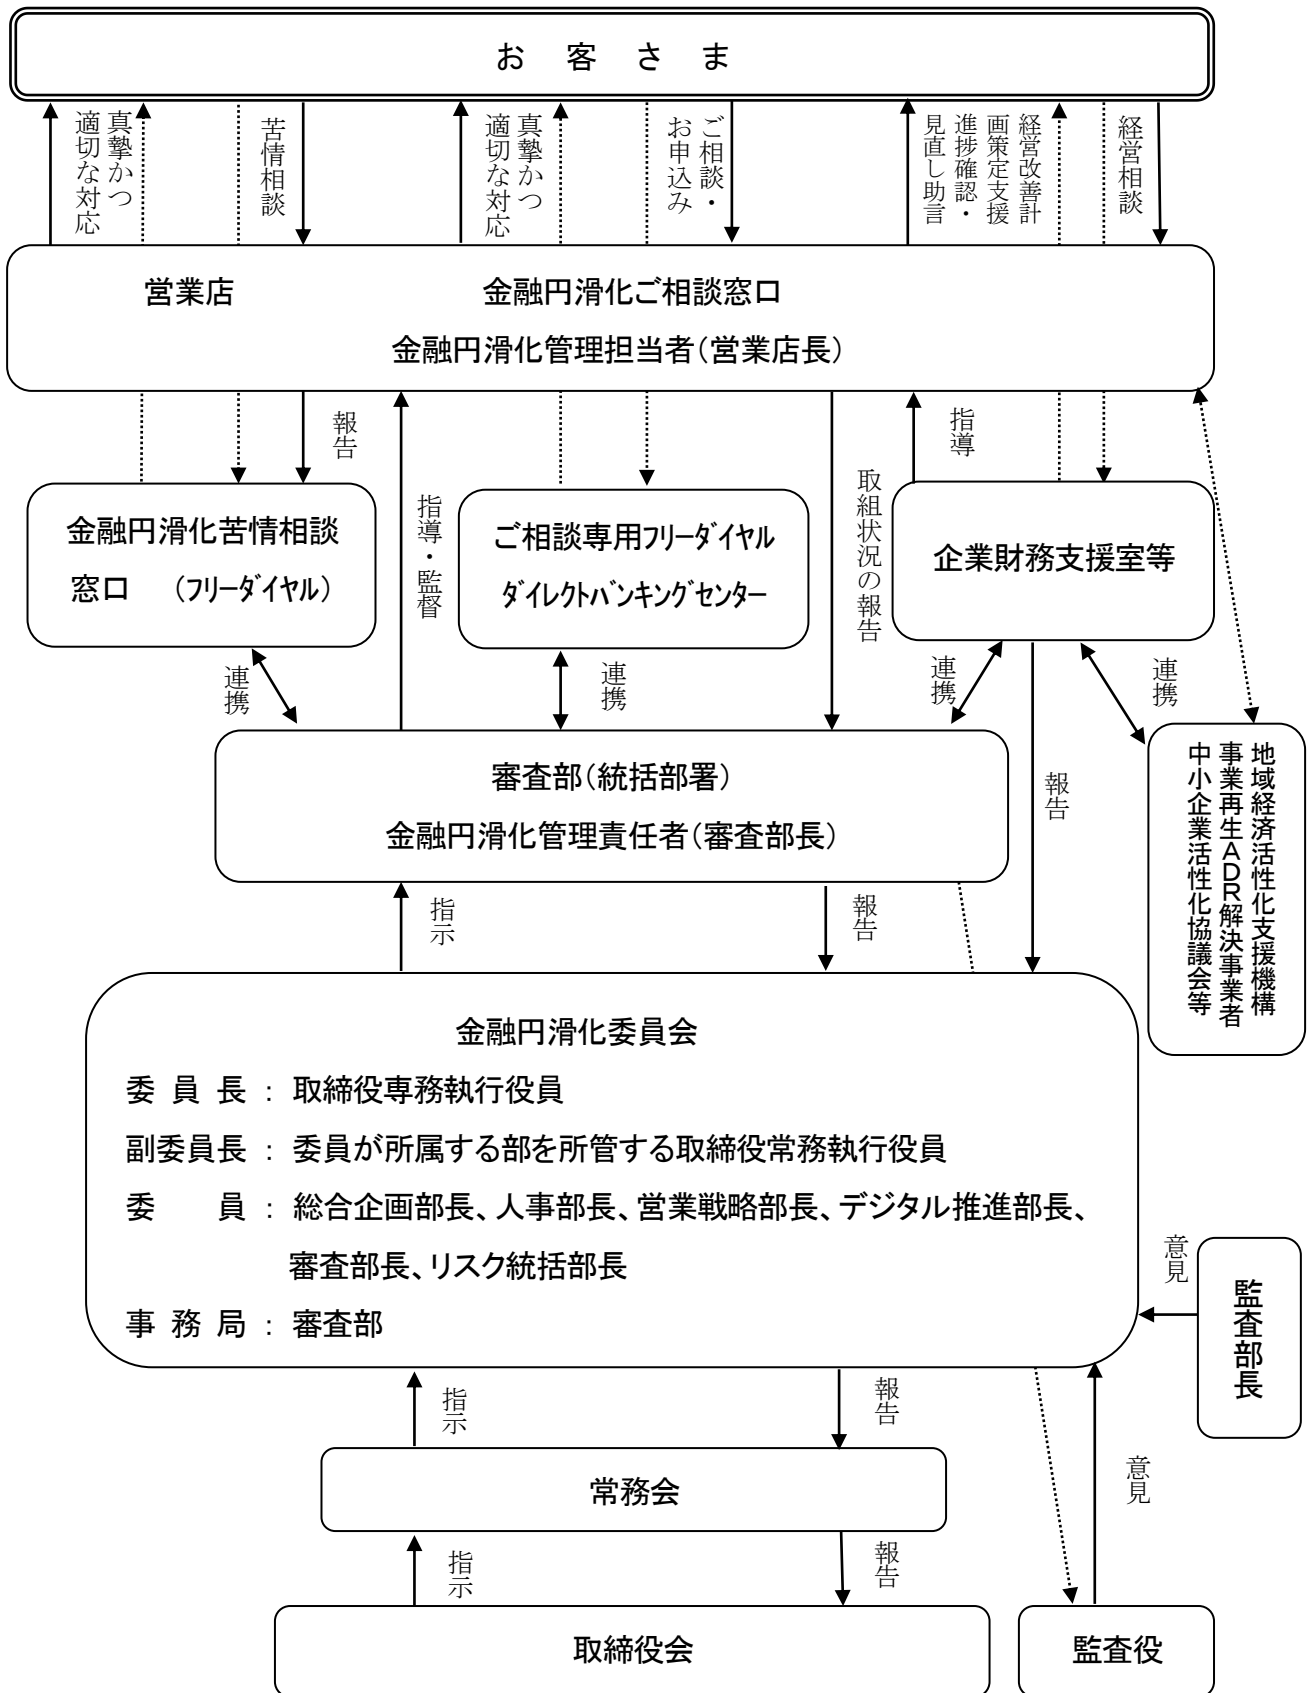 お　客　さ　ま
真摯かつ
適切な対応
苦情相談
真摯かつ
適切な対応
ご相談・
お申込み
経営改善計
画策定支援
進捗確認・
見直し助言
経営相談
営業店　金融円滑化ご相談窓口
金融円滑化管理担当者(営業店長)
報告
指導・監督
取組状況の報告
指導
金融円滑化苦情相談
窓口　(ﾌﾘｰﾀﾞｲﾔﾙ)
ご相談専用ﾌﾘｰﾀﾞｲﾔﾙ
ﾀﾞｲﾚｸﾄﾊﾞﾝｷﾝｸﾞｾﾝﾀｰ
企業財務支援室等
連携
連携
連携
連携
審査部(統括部署)
金融円滑化管理責任者(審査部長)
報告
地域経済活性化支援機構
事業再生ＡＤＲ解決事業者
中小企業活性化協議会等
指示
報告
金融円滑化委員会
委 員 長 ： 取締役専務執行役員
副委員長 ： 委員が所属する部を所管する取締役常務執行役員
委　　員 ： 総合企画部長、人事部長、営業戦略部長、デジタル推進部長、
審査部長、リスク統括部長
事 務 局 ： 審査部
意見
監査部長
指示
報告
意見
常務会
指示
報告
取締役会
監査役